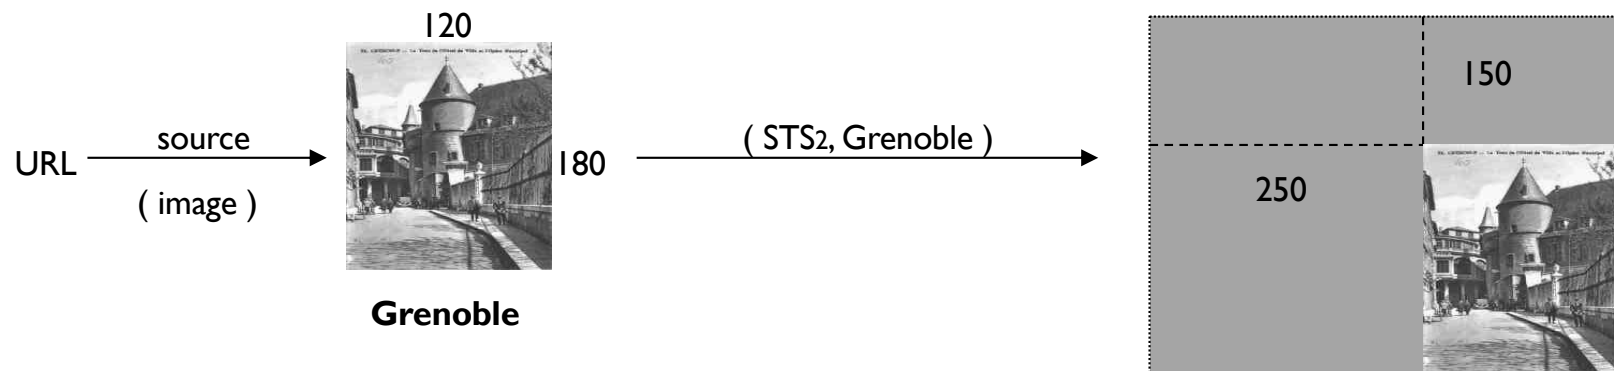 120
source
URL
( image )
180
Grenoble
( STS2, Grenoble )
150
250